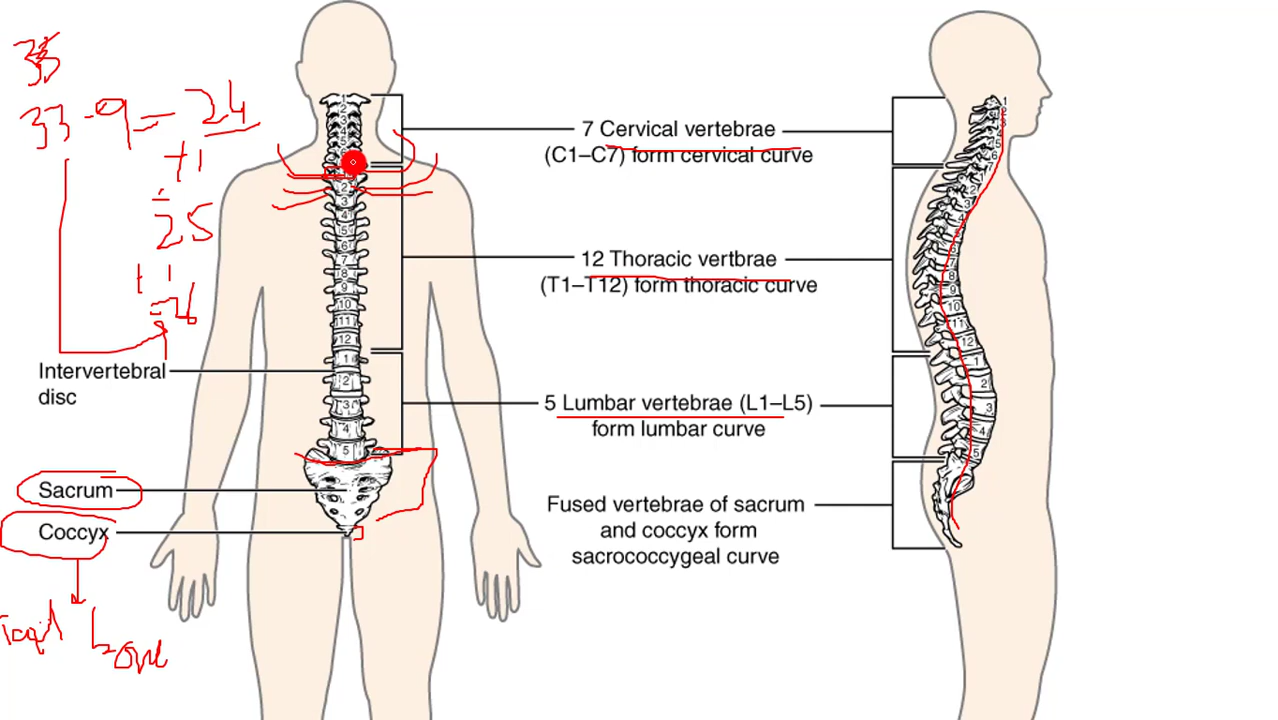 33
33 - 9 = 24
+1
25
+1
26
7 Cervical vertebrae
(C1–C7) form cervical curve
12 Thoracic vertbrae
(T1–T12) form thoracic curve
Intervertebral
disc
5 Lumbar vertebrae (L1–L5)
form lumbar curve
Sacrum
Coccyx
Fused vertebrae of sacrum
and coccyx form
sacrococcygeal curve
bone